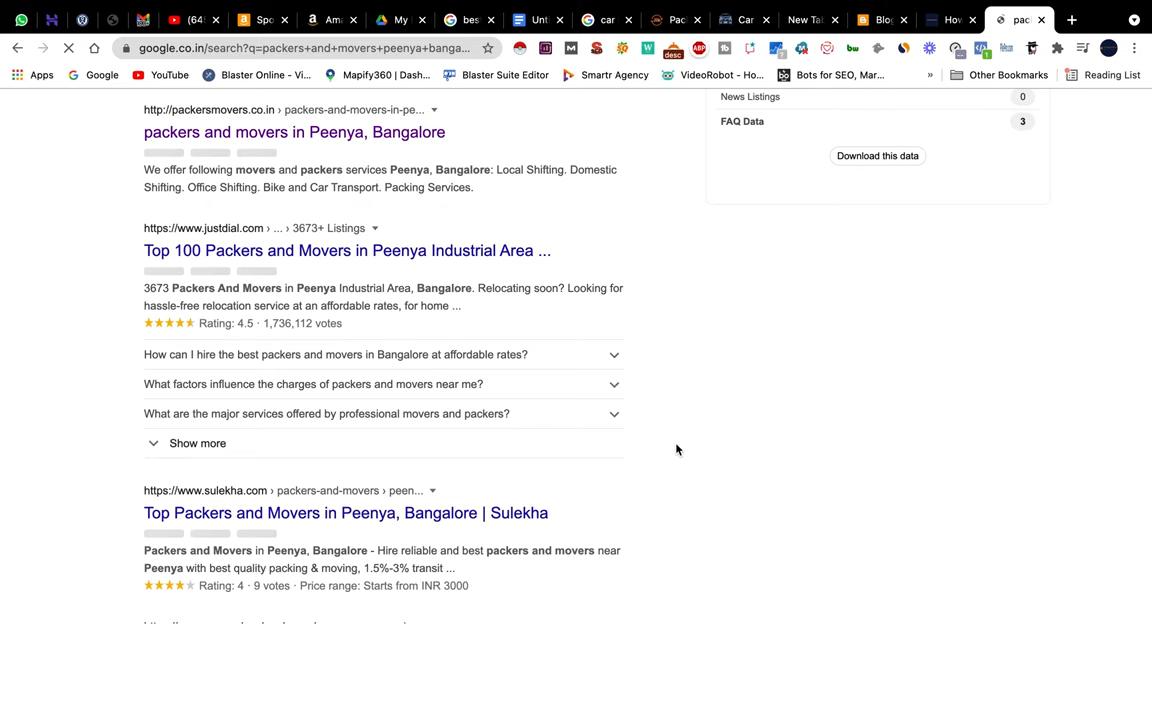 (64
Spo
Ama
My
best
Unti
car
Pac
Car
New Tab
Blog
How
pac
google.co.in/search?q=packers+and+movers+peenya+banga...
desc
ABP
Apps
Google
YouTube
Blaster Online - Vi...
Mapify360 | Dash...
Blaster Suite Editor
Smartr Agency
VideoRobot - Ho...
Bots for SEO, Mar...
»
Other Bookmarks
Reading List
http://packersmovers.co.in › packers-and-movers-in-pe...
packers and movers in Peenya, Bangalore
We offer following movers and packers services Peenya, Bangalore: Local Shifting. Domestic
Shifting. Office Shifting. Bike and Car Transport. Packing Services.
News Listings 0
FAQ Data 3
Download this data
https://www.justdial.com › ... › 3673+ Listings
Top 100 Packers and Movers in Peenya Industrial Area ...
3673 Packers And Movers in Peenya Industrial Area, Bangalore. Relocating soon? Looking for
hassle-free relocation service at an affordable rates, for home ...
Rating: 4.5 · 1,736,112 votes
How can I hire the best packers and movers in Bangalore at affordable rates?
What factors influence the charges of packers and movers near me?
What are the major services offered by professional movers and packers?
Show more
https://www.sulekha.com › packers-and-movers › peen...
Top Packers and Movers in Peenya, Bangalore | Sulekha
Packers and Movers in Peenya, Bangalore - Hire reliable and best packers and movers near
Peenya with best quality packing & moving, 1.5%-3% transit ...
Rating: 4 · 9 votes · Price range: Starts from INR 3000